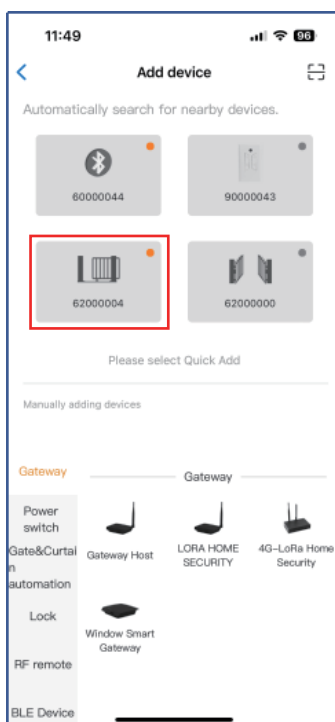 11:49
96
Add device
Automatically search for nearby devices.
60000044
90000043
62000004
62000000
Please select Quick Add
Manually adding devices
Gateway
Gateway
Power
switch
Gate&Curtai
n
automation
Lock
RF remote
BLE Device
Gateway Host
LORA HOME
SECURITY
4G-LoRa Home
Security
Window Smart
Gateway